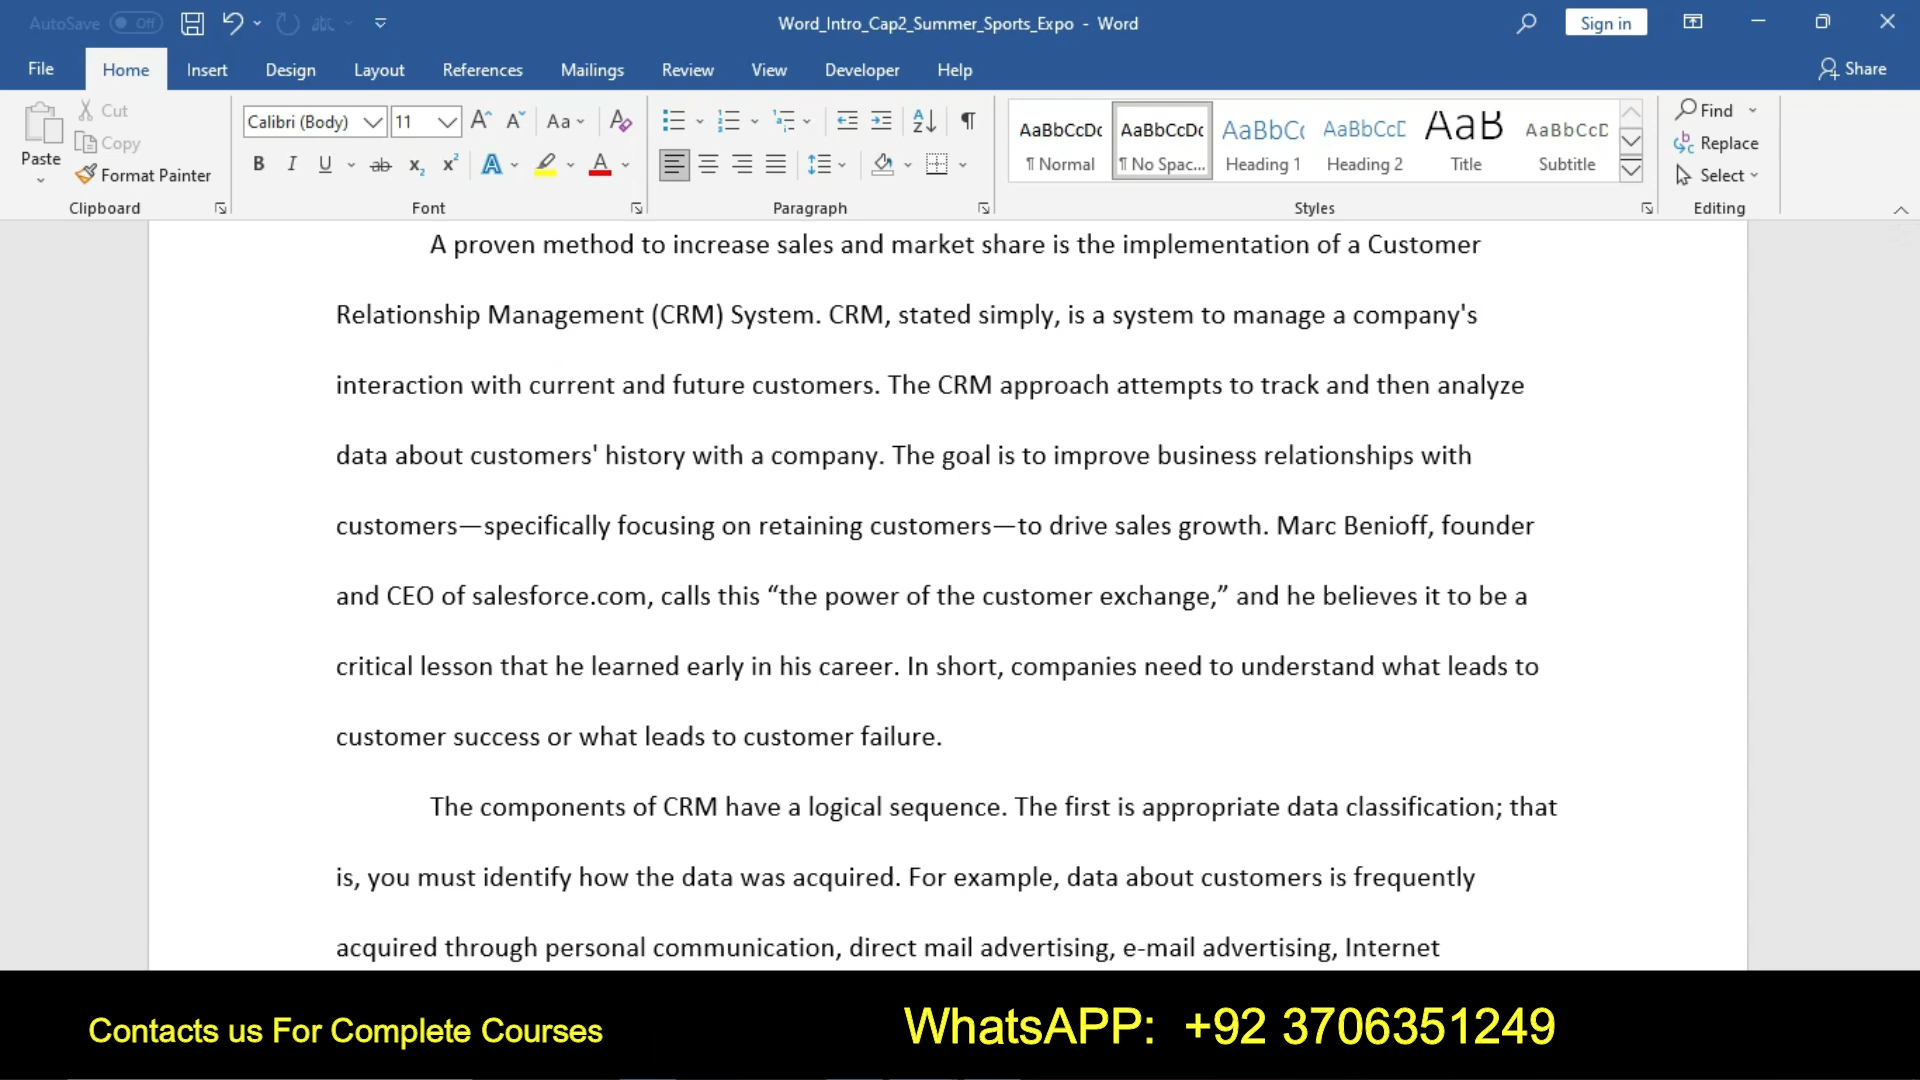 AutoSave Off
Word_Intro_Cap2_Summer_Sports_Expo - Word
Sign in
File Home Insert Design Layout References Mailings Review View Developer Help Share
Paste
Cut
Copy
Format Painter
Clipboard
Calibri (Body) 11
Font
Paragraph
AaBbCcDc AaBbCcDc AaBbCc AaBbCcD AaB AaBbCcD
¶ Normal ¶ No Spac... Heading 1 Heading 2 Title Subtitle
Styles
Find
Replace
Select
Editing
A proven method to increase sales and market share is the implementation of a Customer
Relationship Management (CRM) System. CRM, stated simply, is a system to manage a company's
interaction with current and future customers. The CRM approach attempts to track and then analyze
data about customers' history with a company. The goal is to improve business relationships with
customers—specifically focusing on retaining customers—to drive sales growth. Marc Benioff, founder
and CEO of salesforce.com, calls this “the power of the customer exchange,” and he believes it to be a
critical lesson that he learned early in his career. In short, companies need to understand what leads to
customer success or what leads to customer failure.
The components of CRM have a logical sequence. The first is appropriate data classification; that
is, you must identify how the data was acquired. For example, data about customers is frequently
acquired through personal communication, direct mail advertising, e-mail advertising, Internet
Contacts us For Complete Courses
WhatsAPP: +92 3706351249